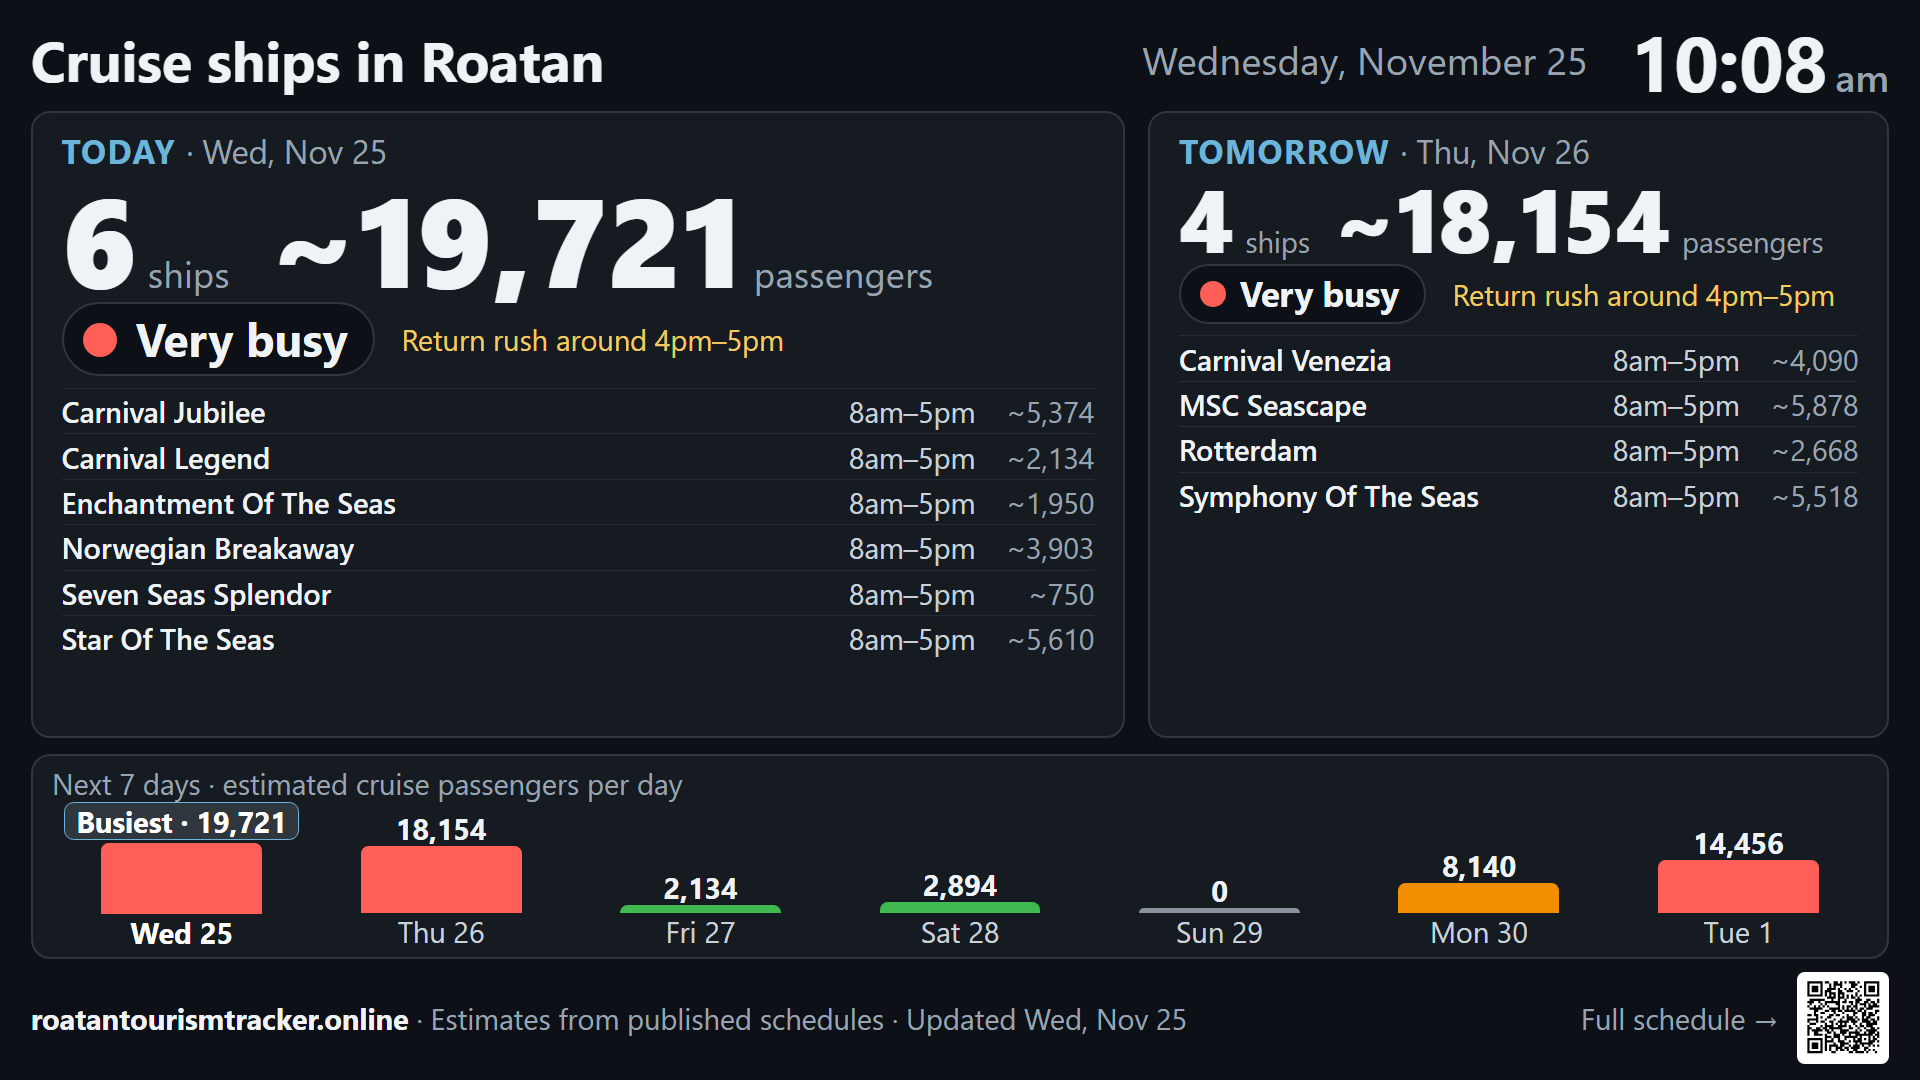 Cruise ships in Roatan
Wednesday, November 25 10:08 am
TODAY · Wed, Nov 25
6 ships ~19,721 passengers
Very busy Return rush around 4pm–5pm
Carnival Jubilee 8am–5pm ~5,374
Carnival Legend 8am–5pm ~2,134
Enchantment Of The Seas 8am–5pm ~1,950
Norwegian Breakaway 8am–5pm ~3,903
Seven Seas Splendor 8am–5pm ~750
Star Of The Seas 8am–5pm ~5,610
TOMORROW · Thu, Nov 26
4 ships ~18,154 passengers
Very busy Return rush around 4pm–5pm
Carnival Venezia 8am–5pm ~4,090
MSC Seascape 8am–5pm ~5,878
Rotterdam 8am–5pm ~2,668
Symphony Of The Seas 8am–5pm ~5,518
Next 7 days · estimated cruise passengers per day
Busiest · 19,721 18,154 2,134 2,894 0 8,140 14,456
Wed 25 Thu 26 Fri 27 Sat 28 Sun 29 Mon 30 Tue 1
roatantourismtracker.online · Estimates from published schedules · Updated Wed, Nov 25
Full schedule →